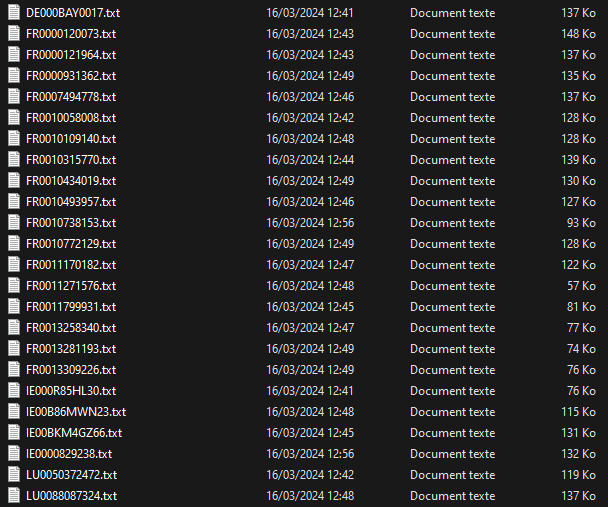 DE000BAY0017.txt 16/03/2024 12:41 Document texte 137 Ko
FR0000120073.txt 16/03/2024 12:43 Document texte 148 Ko
FR0000121964.txt 16/03/2024 12:43 Document texte 137 Ko
FR0000931362.txt 16/03/2024 12:49 Document texte 135 Ko
FR0007494778.txt 16/03/2024 12:46 Document texte 137 Ko
FR0010058008.txt 16/03/2024 12:42 Document texte 128 Ko
FR0010109140.txt 16/03/2024 12:48 Document texte 128 Ko
FR0010315770.txt 16/03/2024 12:44 Document texte 139 Ko
FR0010434019.txt 16/03/2024 12:49 Document texte 130 Ko
FR0010493957.txt 16/03/2024 12:46 Document texte 127 Ko
FR0010738153.txt 16/03/2024 12:56 Document texte 93 Ko
FR0010772129.txt 16/03/2024 12:49 Document texte 128 Ko
FR0011170182.txt 16/03/2024 12:47 Document texte 122 Ko
FR0011271576.txt 16/03/2024 12:48 Document texte 57 Ko
FR0011799931.txt 16/03/2024 12:45 Document texte 81 Ko
FR0013258340.txt 16/03/2024 12:47 Document texte 77 Ko
FR0013281193.txt 16/03/2024 12:49 Document texte 74 Ko
FR0013309226.txt 16/03/2024 12:49 Document texte 76 Ko
IE000R85HL30.txt 16/03/2024 12:41 Document texte 76 Ko
IE00B86MWN23.txt 16/03/2024 12:48 Document texte 115 Ko
IE00BKM4GZ66.txt 16/03/2024 12:45 Document texte 131 Ko
IE0000829238.txt 16/03/2024 12:56 Document texte 132 Ko
LU0050372472.txt 16/03/2024 12:42 Document texte 119 Ko
LU0088087324.txt 16/03/2024 12:48 Document texte 137 Ko